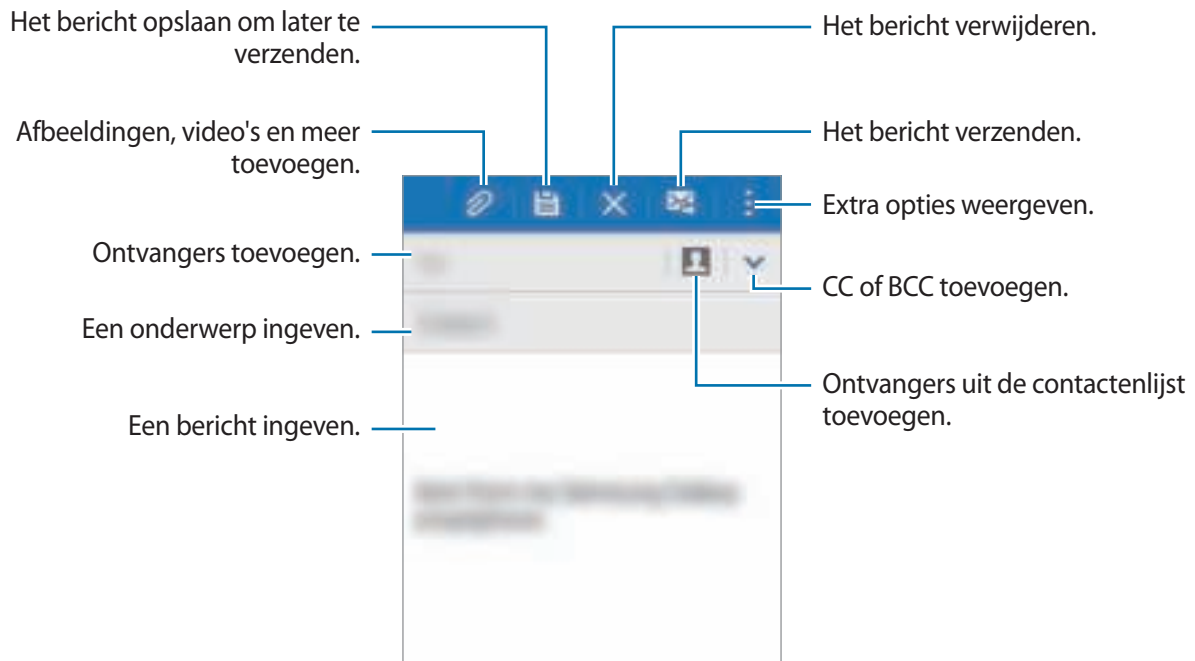 Het bericht opslaan om later te
verzenden.
Afbeeldingen, video's en meer
toevoegen.
Ontvangers toevoegen.
Een onderwerp ingeven.
Een bericht ingeven.
Het bericht verwijderen.
Het bericht verzenden.
Extra opties weergeven.
CC of BCC toevoegen.
Ontvangers uit de contactenlijst
toevoegen.